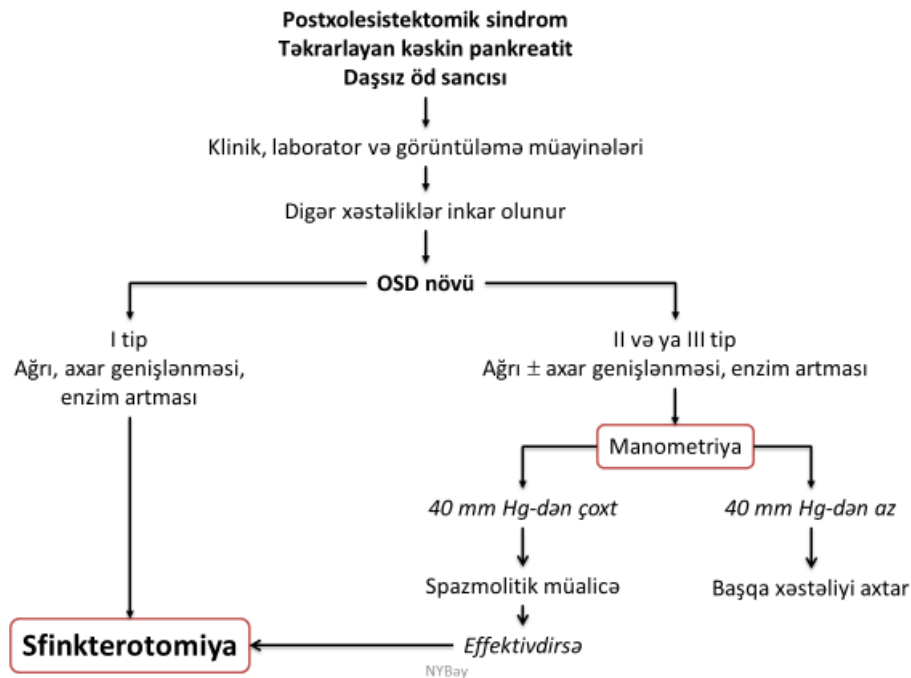 Postxolesistektomik sindrom
Təkrarlayan kəskin pankreatit
Daşsız öd sancısı
Klinik, laborator və görüntüləmə müayinələri
Digər xəstəliklər inkar olunur
OSD növü
I tip
Ağrı, axar genişlənməsi,
enzim artması
II və ya III tip
Ağrı ± axar genişlənməsi, enzim artması
Manometriya
40 mm Hg-dən çoxt
40 mm Hg-dən az
Spazmolitik müalicə
Başqa xəstəliyi axtar
Sfinkterotomiya
Effektivdirsə
NYBay